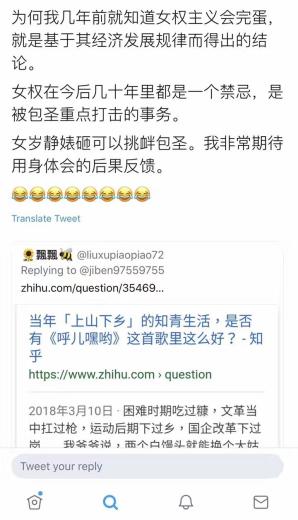 为何我几年前就知道女权主义会完蛋,
就是基于其经济发展规律而得出的结
论。
女权在今后几十年里都是一个禁忌，是
被包圣重点打击的事务。
女岁静婊砸可以挑衅包圣。我非常期待
用身体会的后果反馈。
😂😂😂😂😂😂😂😂
Translate Tweet
🌻飄飄🐝 @liuxupiaopiao72
Replying to @jiben97559755
zhihu.com/question/35469...
当年「上山下乡」的知青生活，是否
有《呼儿嘿哟》这首歌里这么好？ - 知
乎
https://www.zhihu.com › question
2018年3月10日 · 困难时期吃过糠，文革当
中扛过枪，运动后期下过乡，国企改革下过
岗
我爷爷说，两个白馒头就能换个大姑
Tweet your reply